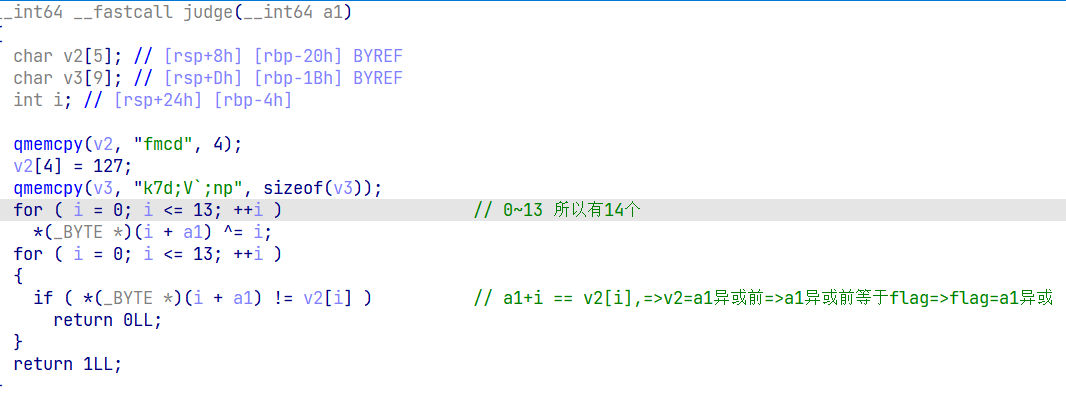 __int64 __fastcall judge(__int64 a1)
char v2[5]; // [rsp+8h] [rbp-20h] BYREF
char v3[9]; // [rsp+Dh] [rbp-1Bh] BYREF
int i; // [rsp+24h] [rbp-4h]
qmemcpy(v2, "fmcd", 4);
v2[4] = 127;
qmemcpy(v3, "k7d;V`;np", sizeof(v3));
for ( i = 0; i <= 13; ++i ) // 0~13 所以有14个
*(_BYTE *)(i + a1) ^= i;
for ( i = 0; i <= 13; ++i )
{
if ( *(_BYTE *)(i + a1) != v2[i] ) // a1+i == v2[i],=>v2=a1异或前=>a1异或前等于flag=>flag=a1异或
return 0LL;
}
return 1LL;